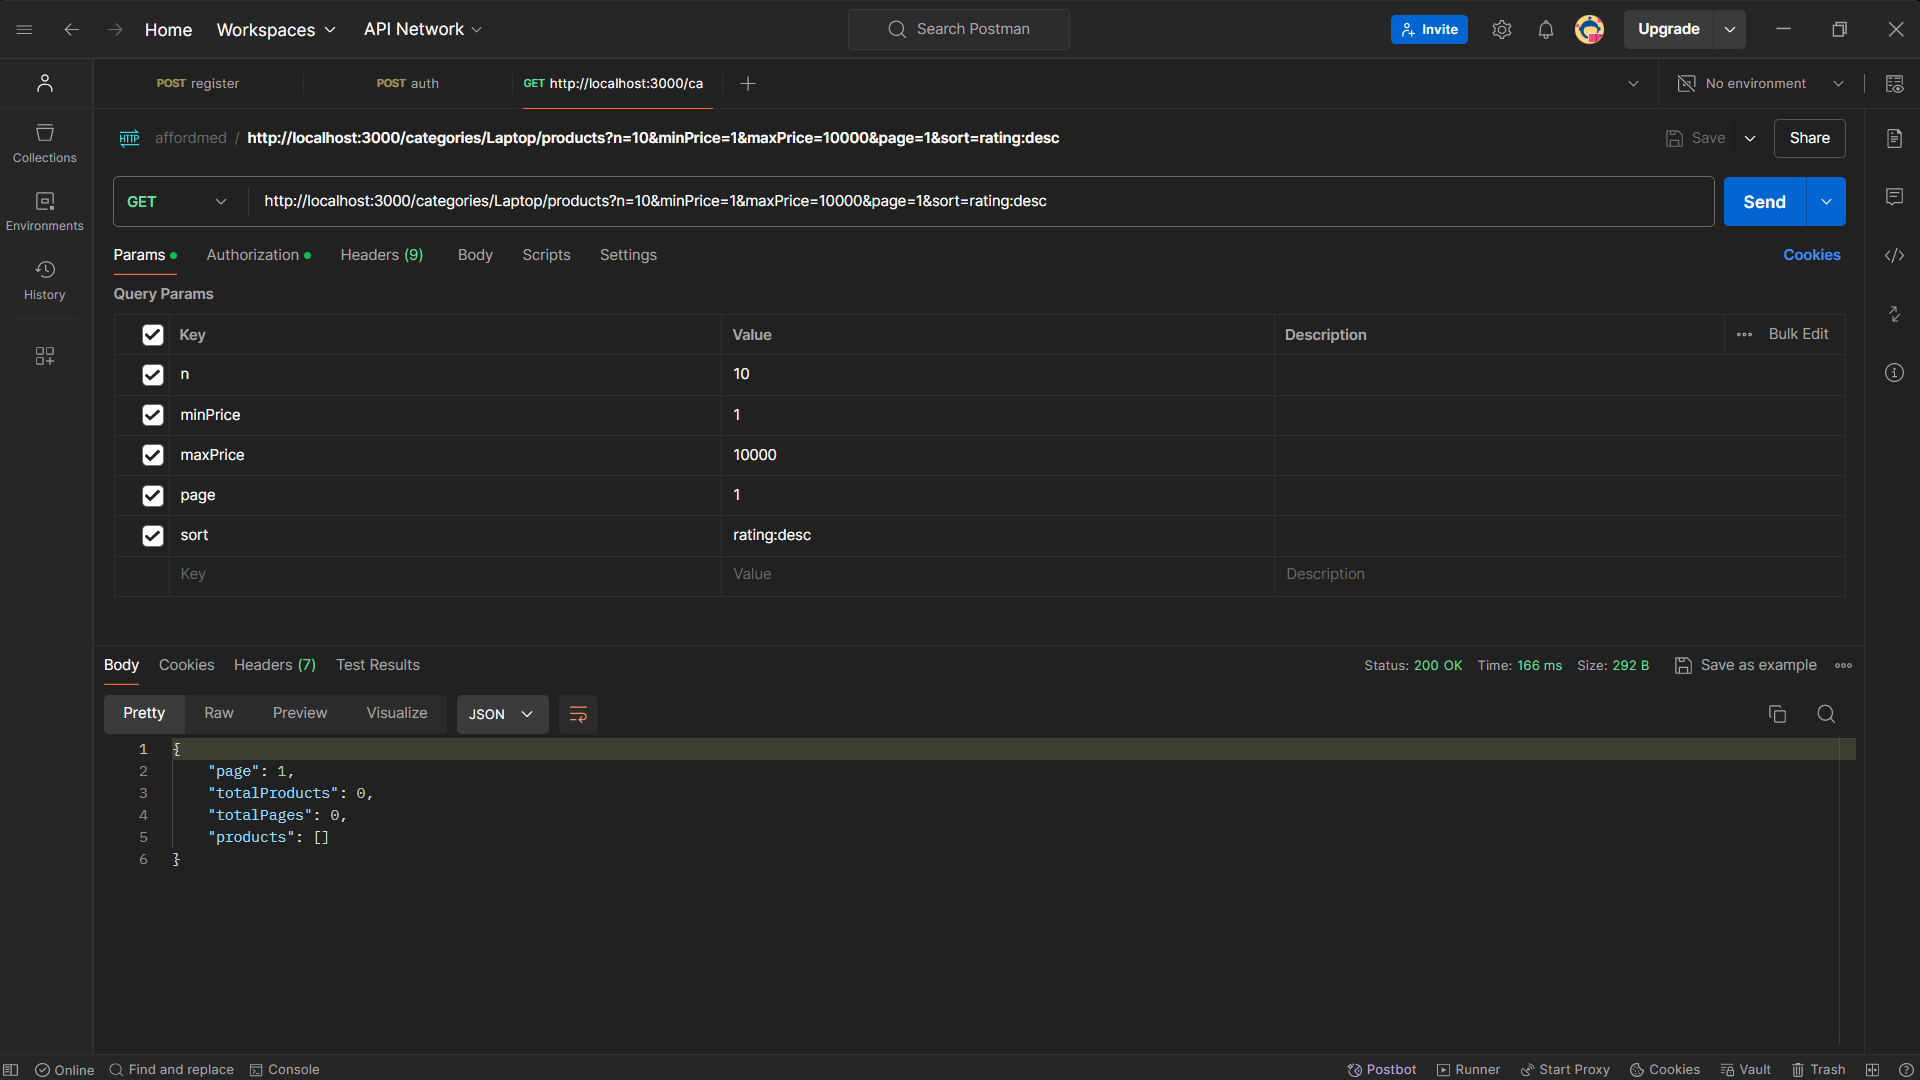 Home Workspaces API Network Search Postman Invite Upgrade
POST register POST auth GET http://localhost:3000/ca No environment
HTTP affordmed / http://localhost:3000/categories/Laptop/products?n=10&minPrice=1&maxPrice=10000&page=1&sort=rating:desc Save Share
Collections
Environments
History
GET http://localhost:3000/categories/Laptop/products?n=10&minPrice=1&maxPrice=10000&page=1&sort=rating:desc Send
Params Authorization Headers (9) Body Scripts Settings Cookies
Query Params
Key Value Description Bulk Edit
n 10
minPrice 1
maxPrice 10000
page 1
sort rating:desc
Key Value Description
Body Cookies Headers (7) Test Results Status: 200 OK Time: 166 ms Size: 292 B Save as example
Pretty Raw Preview Visualize JSON
1 {
2 "page": 1,
3 "totalProducts": 0,
4 "totalPages": 0,
5 "products": []
6 }
Online Find and replace Console Postbot Runner Start Proxy Cookies Vault Trash